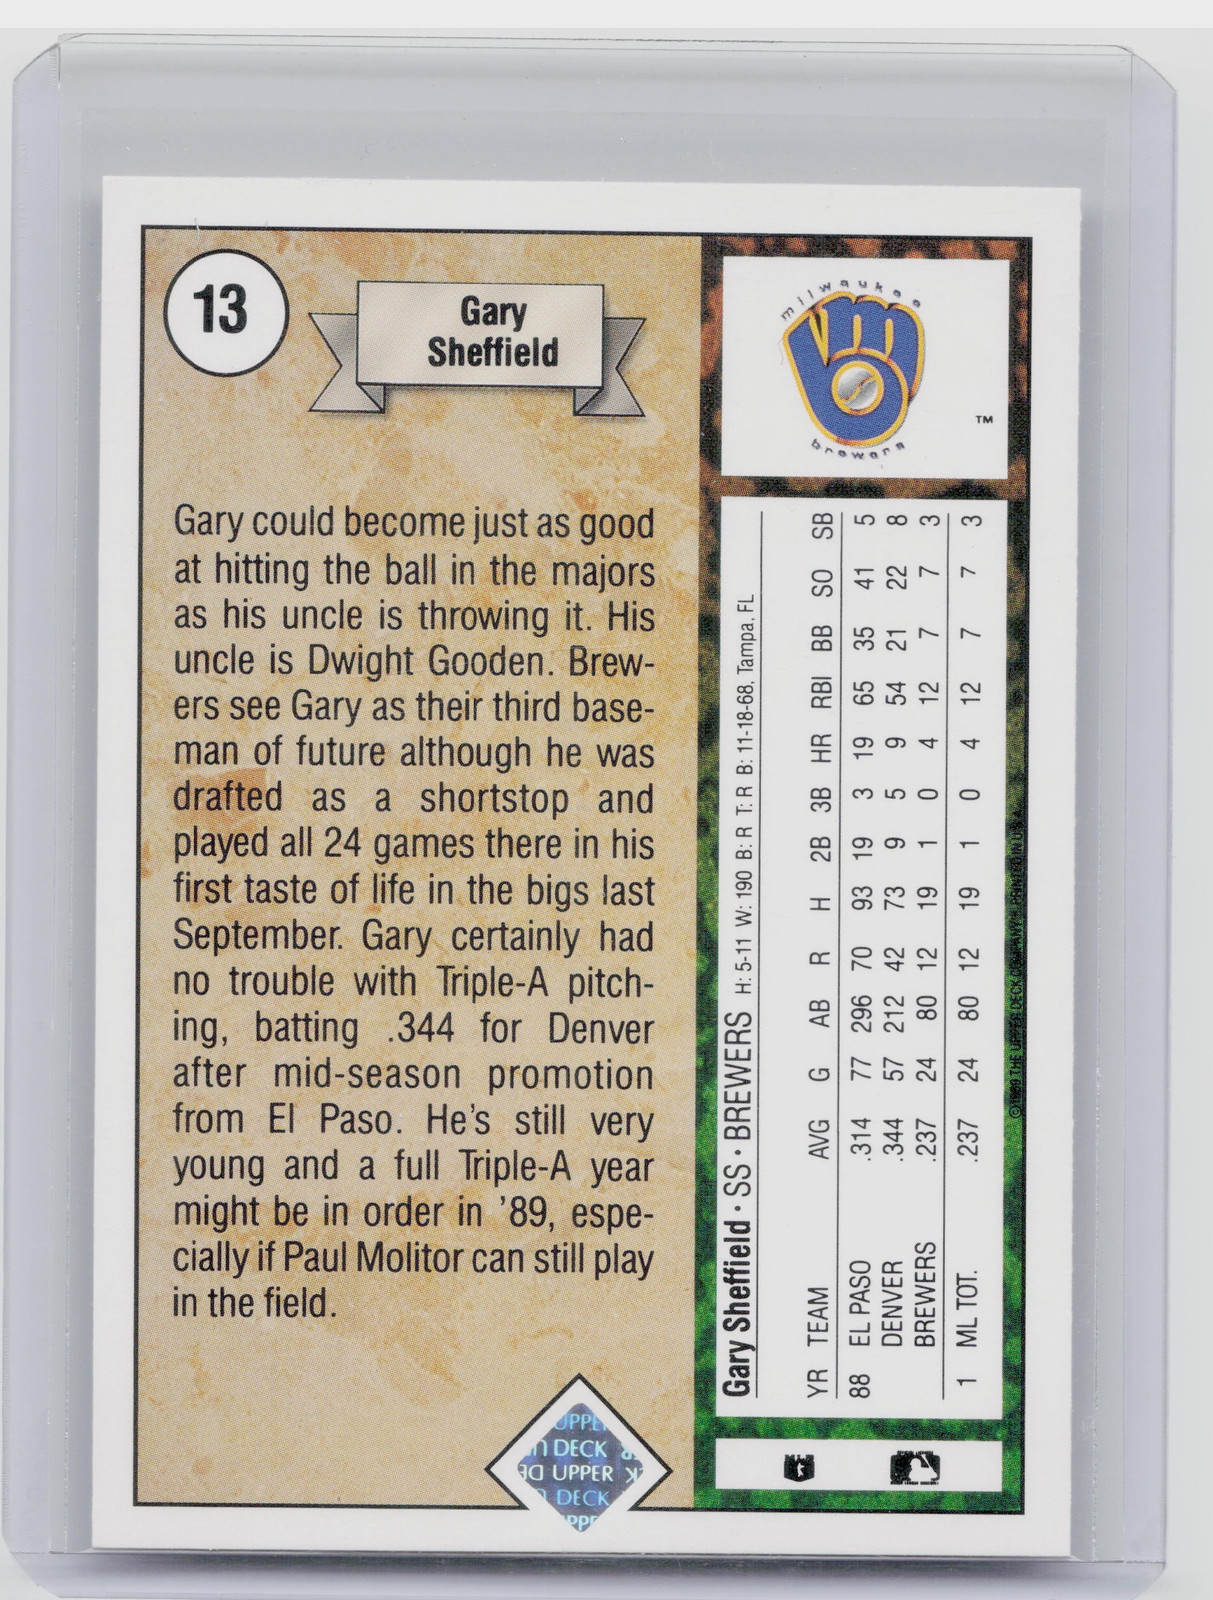 13
Gary
Sheffield
Gary could become just as good
at hitting the ball in the majors
as his uncle is throwing it. His
uncle is Dwight Gooden. Brew-
ers see Gary as their third base-
man of future although he was
drafted as a shortstop and
played all 24 games there in his
first taste of life in the bigs last
September. Gary certainly had
no trouble with Triple-A pitch-
ing, batting .344 for Denver
after mid-season promotion
from El Paso. He's still very
young and a full Triple-A year
might be in order in '89, espe-
cially if Paul Molitor can still play
in the field.
milwaukee
brewers
TM
Gary Sheffield · SS · BREWERS H: 5-11 W: 190 B: R T: R B: 11-18-68, Tampa, FL
YR TEAM AVG G AB R H 2B 3B HR RBI BB SO SB
88 EL PASO .314 77 296 70 93 19 3 19 65 35 41 5
DENVER .344 57 212 42 73 9 5 9 54 21 22 8
BREWERS .237 24 80 12 19 1 0 4 12 7 7 3
1 ML TOT. .237 24 80 12 19 1 0 4 12 7 7 3
©1989 THE UPPER DECK COMPANY. PRINTED IN U.S.A.
UPPER
DECK
UPPER
DECK